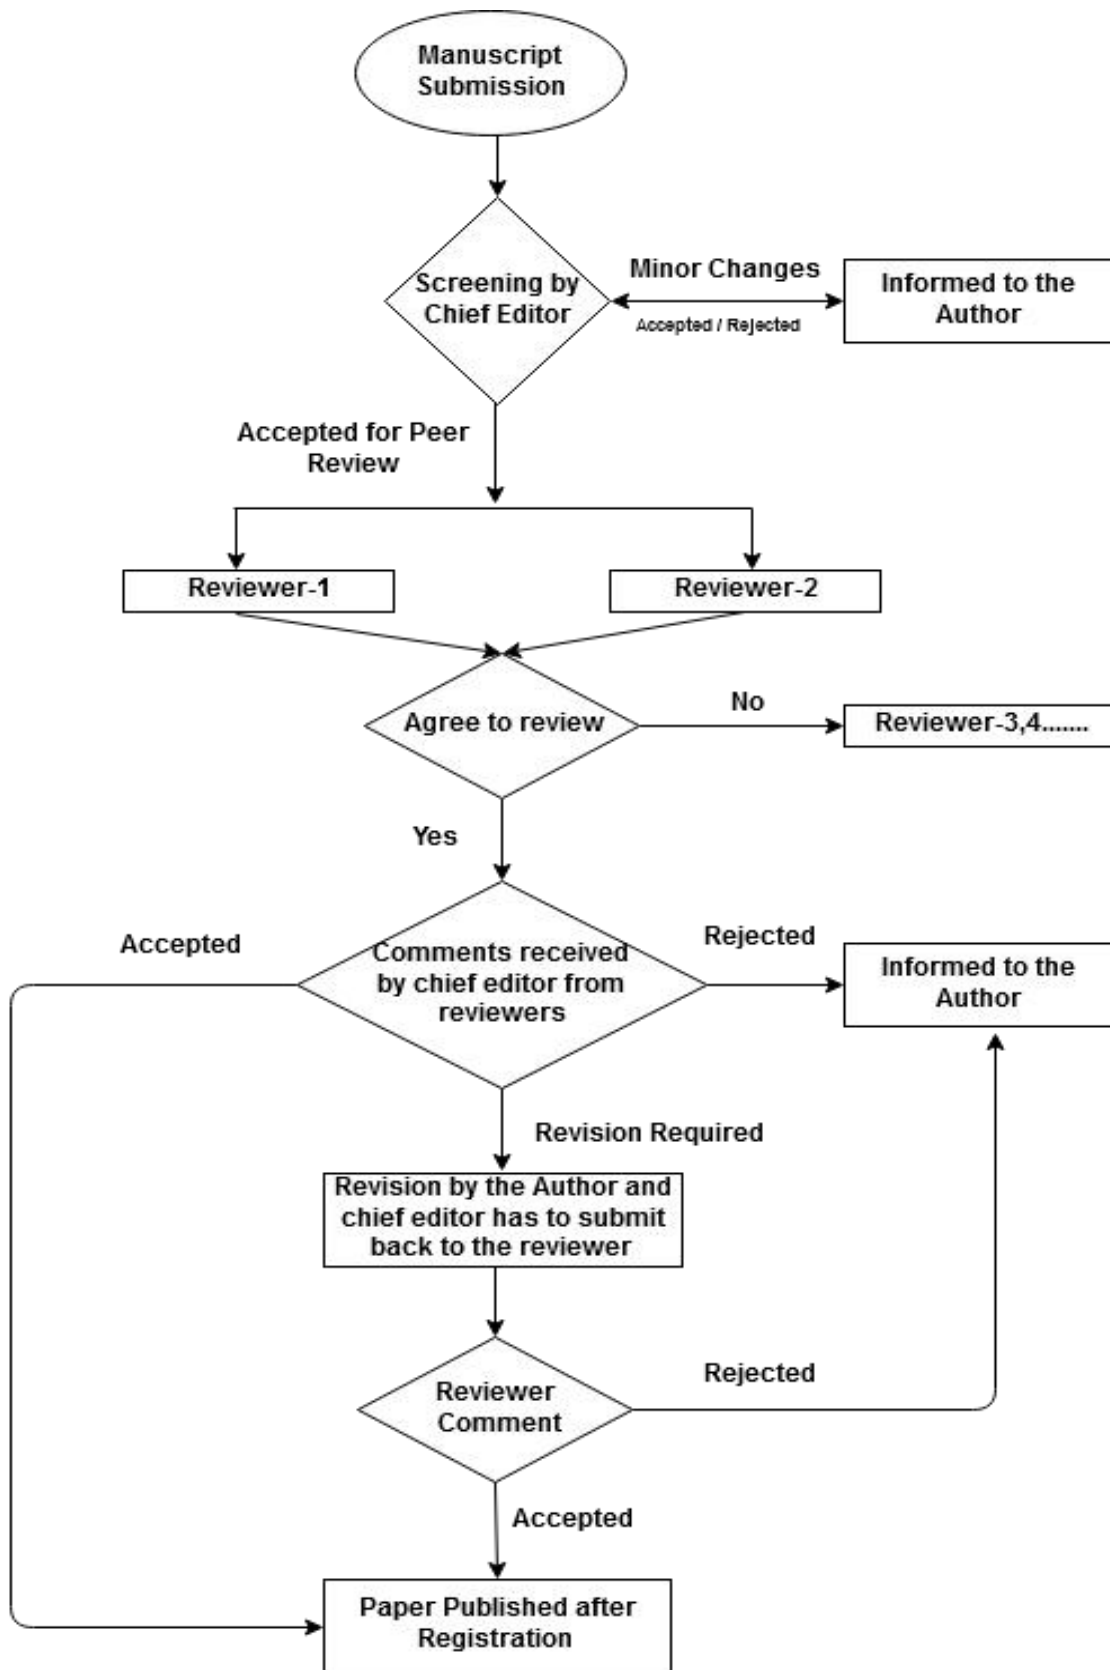 Manuscript
Submission
Screening by
Chief Editor
Minor Changes
Accepted / Rejected
Informed to the
Author
Accepted for Peer
Review
Reviewer-1
Reviewer-2
Agree to review
No
Reviewer-3,4.......
Yes
Accepted
Comments received
by chief editor from
reviewers
Rejected
Informed to the
Author
Revision Required
Revision by the Author and
chief editor has to submit
back to the reviewer
Reviewer
Comment
Rejected
Accepted
Paper Published after
Registration